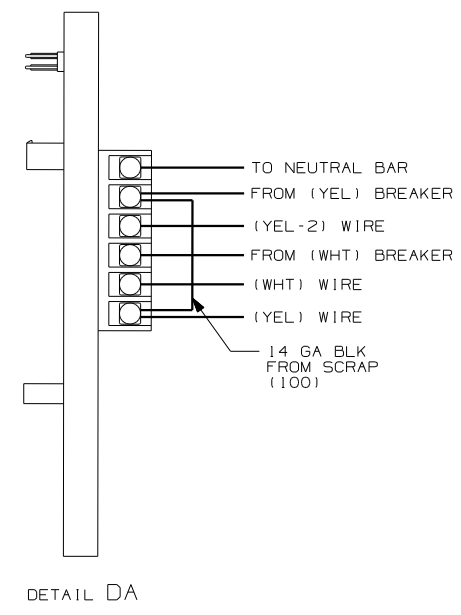 TO NEUTRAL BAR
FROM (YEL) BREAKER
(YEL-2) WIRE
FROM (WHT) BREAKER
(WHT) WIRE
(YEL) WIRE
14 GA BLK
FROM SCRAP
(100)
DETAIL DA